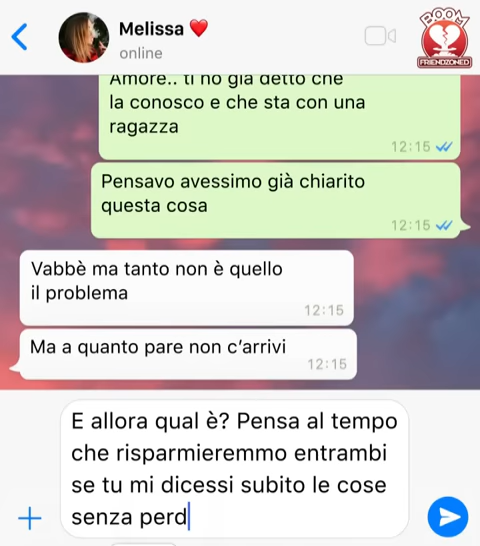 Melissa ❤️
online
BOOM
FRIENDZONED
Amore.. ti ho già detto che
la conosco e che sta con una
ragazza
12:15
Pensavo avessimo già chiarito
questa cosa
12:15
Vabbè ma tanto non è quello
il problema
12:15
Ma a quanto pare non c’arrivi
12:15
E allora qual è? Pensa al tempo
che risparmieremmo entrambi
se tu mi dicessi subito le cose
senza perd